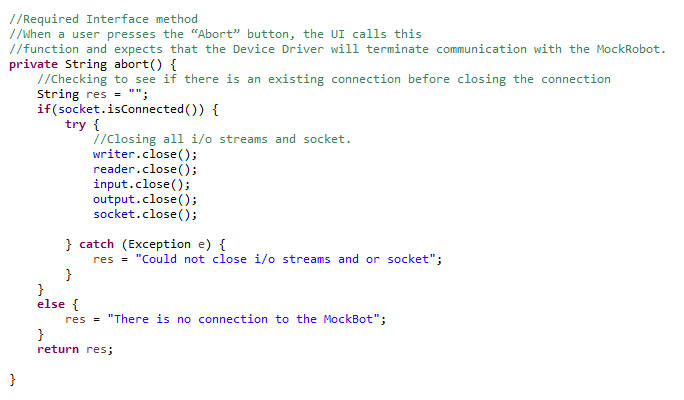 //Required Interface method
//When a user presses the “Abort” button, the UI calls this
//function and expects that the Device Driver will terminate communication with the MockRobot.
private String abort() {
    //Checking to see if there is an existing connection before closing the connection
    String res = "";
    if(socket.isConnected()) {
        try {
            //Closing all i/o streams and socket.
            writer.close();
            reader.close();
            input.close();
            output.close();
            socket.close();

        } catch (Exception e) {
            res = "Could not close i/o streams and or socket";
        }
    }
    else {
        res = "There is no connection to the MockBot";
    }
    return res;

}